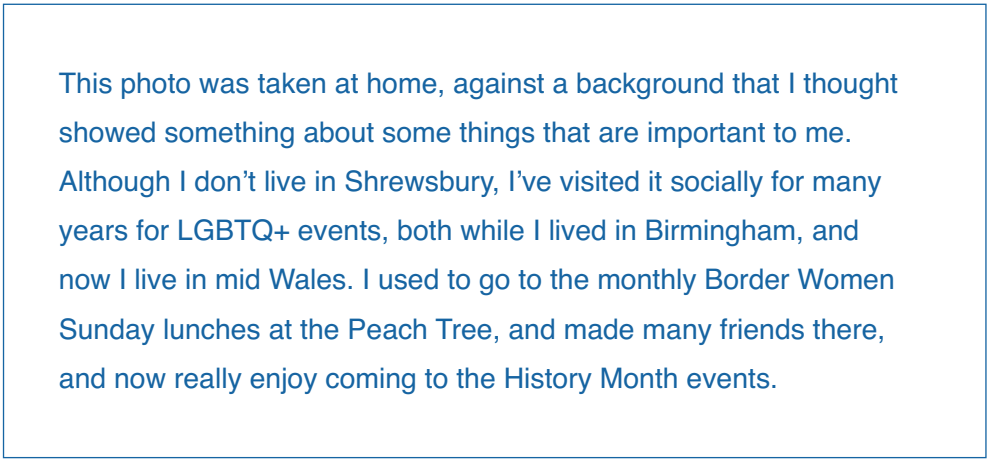 This photo was taken at home, against a background that I thought
showed something about some things that are important to me.
Although I don’t live in Shrewsbury, I’ve visited it socially for many
years for LGBTQ+ events, both while I lived in Birmingham, and
now I live in mid Wales. I used to go to the monthly Border Women
Sunday lunches at the Peach Tree, and made many friends there,
and now really enjoy coming to the History Month events.